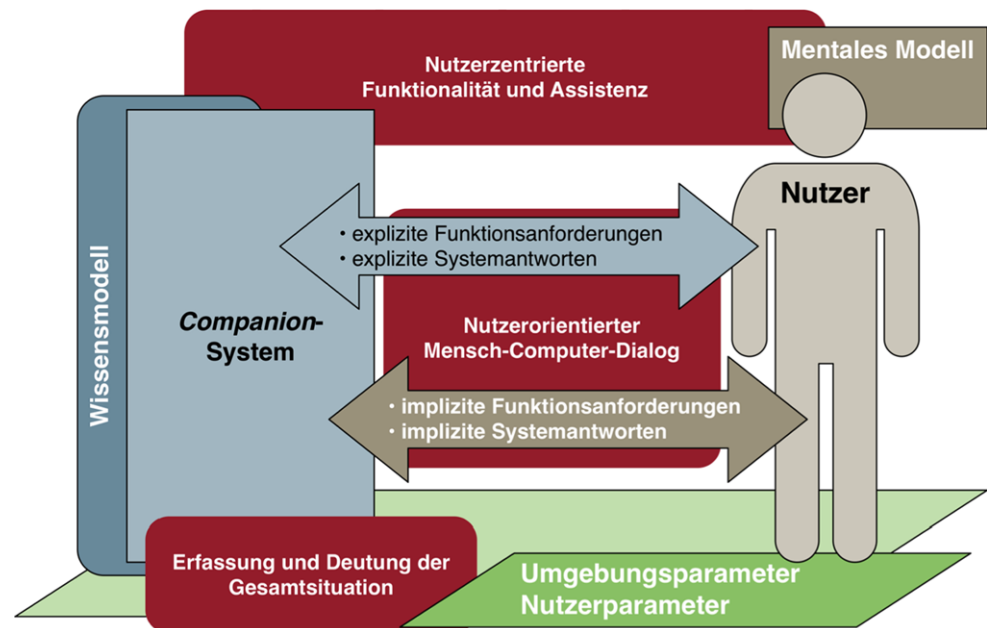 Nutzerzentrierte
Funktionalität und Assistenz
Mentales Modell
Nutzer
Wissensmodell
Companion-
System
• explizite Funktionsanforderungen
• explizite Systemantworten
Nutzerorientierter
Mensch-Computer-Dialog
• implizite Funktionsanforderungen
• implizite Systemantworten
Erfassung und Deutung der
Gesamtsituation
Umgebungsparameter
Nutzerparameter